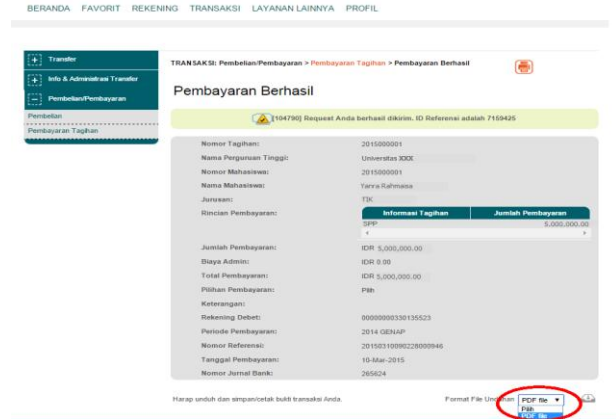 BERANDA FAVORIT REKENING TRANSAKSI LAYANAN LAINNYA PROFIL
[+] Transfer
[+] Info & Administrasi Transfer
[—] Pembelian/Pembayaran
Pembelian
Pembayaran Tagihan
TRANSAKSI: Pembelian/Pembayaran > Pembayaran Tagihan > Pembayaran Berhasil
Pembayaran Berhasil
[104790] Request Anda berhasil dikirim. ID Referensi adalah 7159425
Nomor Tagihan: 2015000001
Nama Perguruan Tinggi: Universitas XXX
Nomor Mahasiswa: 2015000001
Nama Mahasiswa: Yanra Rahmaisa
Jurusan: TIK
Rincian Pembayaran: Informasi Tagihan Jumlah Pembayaran
SPP 5,000,000.00
Jumlah Pembayaran: IDR 5,000,000.00
Biaya Admin: IDR 0.00
Total Pembayaran: IDR 5,000,000.00
Pilihan Pembayaran: Pilih
Keterangan:
Rekening Debet: 00000000330135523
Periode Pembayaran: 2014 GENAP
Nomor Referensi: 20150310090228000946
Tanggal Pembayaran: 10-Mar-2015
Nomor Jurnal Bank: 265624
Harap unduh dan simpan/cetak bukti transaksi Anda. Format File Unduhan PDF file
Pilih
PDF file